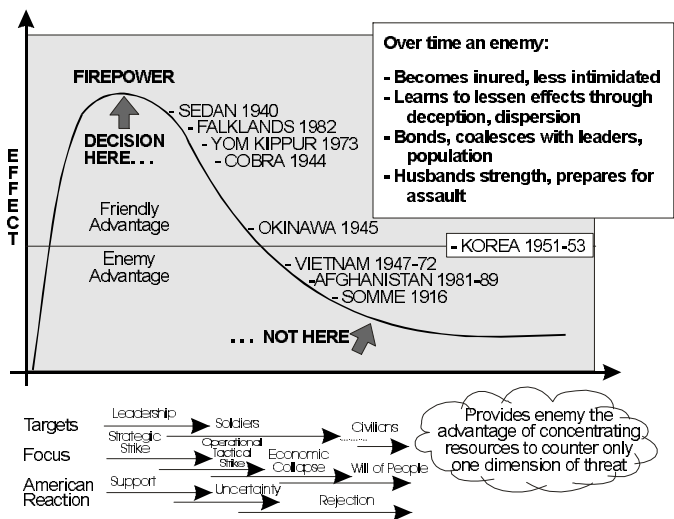 Over time an enemy:
- Becomes inured, less intimidated
- Learns to lessen effects through
deception, dispersion
- Bonds, coalesces with leaders,
population
- Husbands strength, prepares for
assault
FIREPOWER
DECISION
HERE...
- SEDAN 1940
- FALKLANDS 1982
- YOM KIPPUR 1973
- COBRA 1944
EFFECT
Friendly
Advantage
- OKINAWA 1945
- KOREA 1951-53
Enemy
Advantage
- VIETNAM 1947-72
- AFGHANISTAN 1981-89
- SOMME 1916
... NOT HERE
Targets
Leadership
Soldiers
Civilians
Focus
Strategic
Strike
Operational
Tactical
Strike
Economic
Collapse
Will of People
American
Reaction
Support
Uncertainty
Rejection
Provides enemy the
advantage of concentrating
resources to counter only
one dimension of threat